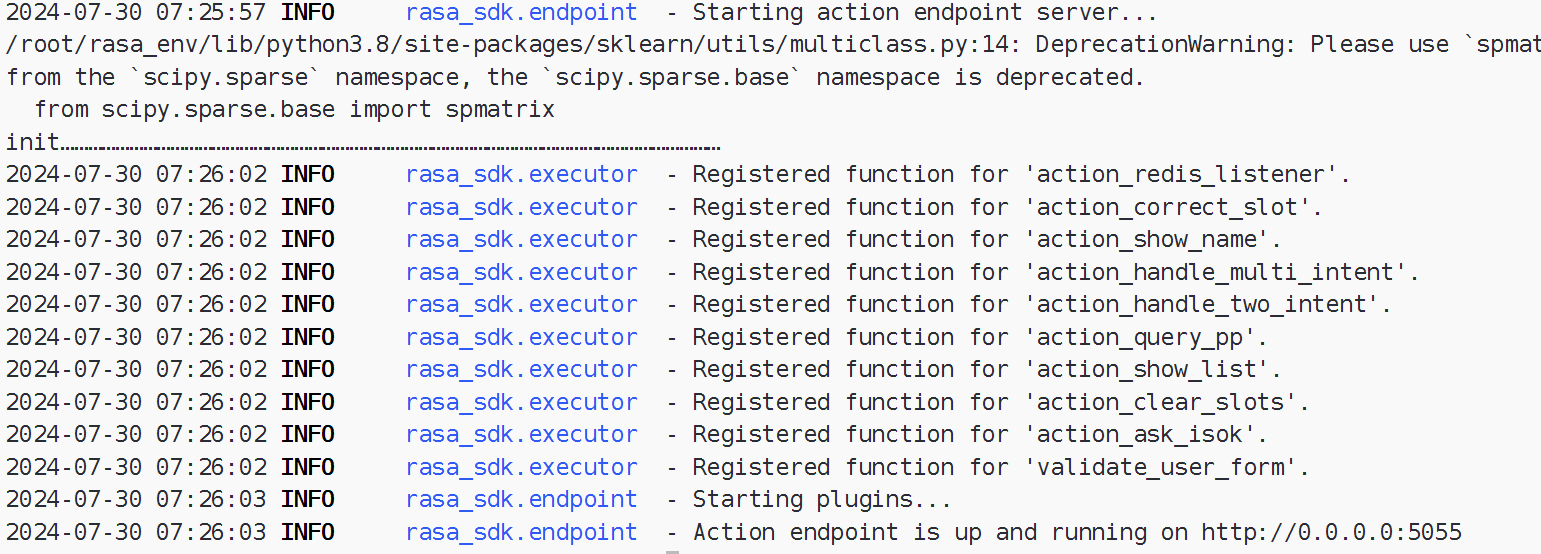 2024-07-30 07:25:57 INFO     rasa_sdk.endpoint  - Starting action endpoint server...
/root/rasa_env/lib/python3.8/site-packages/sklearn/utils/multiclass.py:14: DeprecationWarning: Please use `spmat
from the `scipy.sparse` namespace, the `scipy.sparse.base` namespace is deprecated.
  from scipy.sparse.base import spmatrix
init………………………………………………………………………………………………………………………
2024-07-30 07:26:02 INFO     rasa_sdk.executor  - Registered function for 'action_redis_listener'.
2024-07-30 07:26:02 INFO     rasa_sdk.executor  - Registered function for 'action_correct_slot'.
2024-07-30 07:26:02 INFO     rasa_sdk.executor  - Registered function for 'action_show_name'.
2024-07-30 07:26:02 INFO     rasa_sdk.executor  - Registered function for 'action_handle_multi_intent'.
2024-07-30 07:26:02 INFO     rasa_sdk.executor  - Registered function for 'action_handle_two_intent'.
2024-07-30 07:26:02 INFO     rasa_sdk.executor  - Registered function for 'action_query_pp'.
2024-07-30 07:26:02 INFO     rasa_sdk.executor  - Registered function for 'action_show_list'.
2024-07-30 07:26:02 INFO     rasa_sdk.executor  - Registered function for 'action_clear_slots'.
2024-07-30 07:26:02 INFO     rasa_sdk.executor  - Registered function for 'action_ask_isok'.
2024-07-30 07:26:02 INFO     rasa_sdk.executor  - Registered function for 'validate_user_form'.
2024-07-30 07:26:03 INFO     rasa_sdk.endpoint  - Starting plugins...
2024-07-30 07:26:03 INFO     rasa_sdk.endpoint  - Action endpoint is up and running on http://0.0.0.0:5055